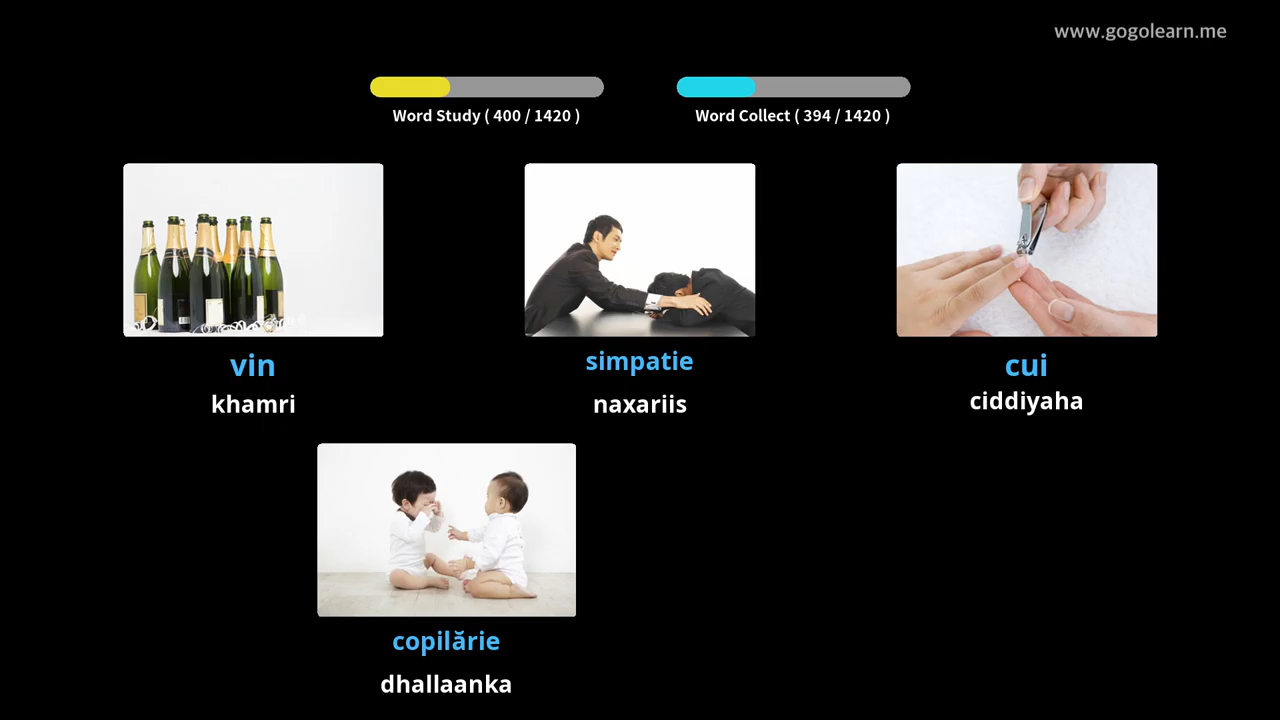 www.gogolearn.me
Word Study ( 400 / 1420 )
Word Collect ( 394 / 1420 )
vin
khamri
simpatie
naxariis
cui
ciddiyaha
copilărie
dhallaanka